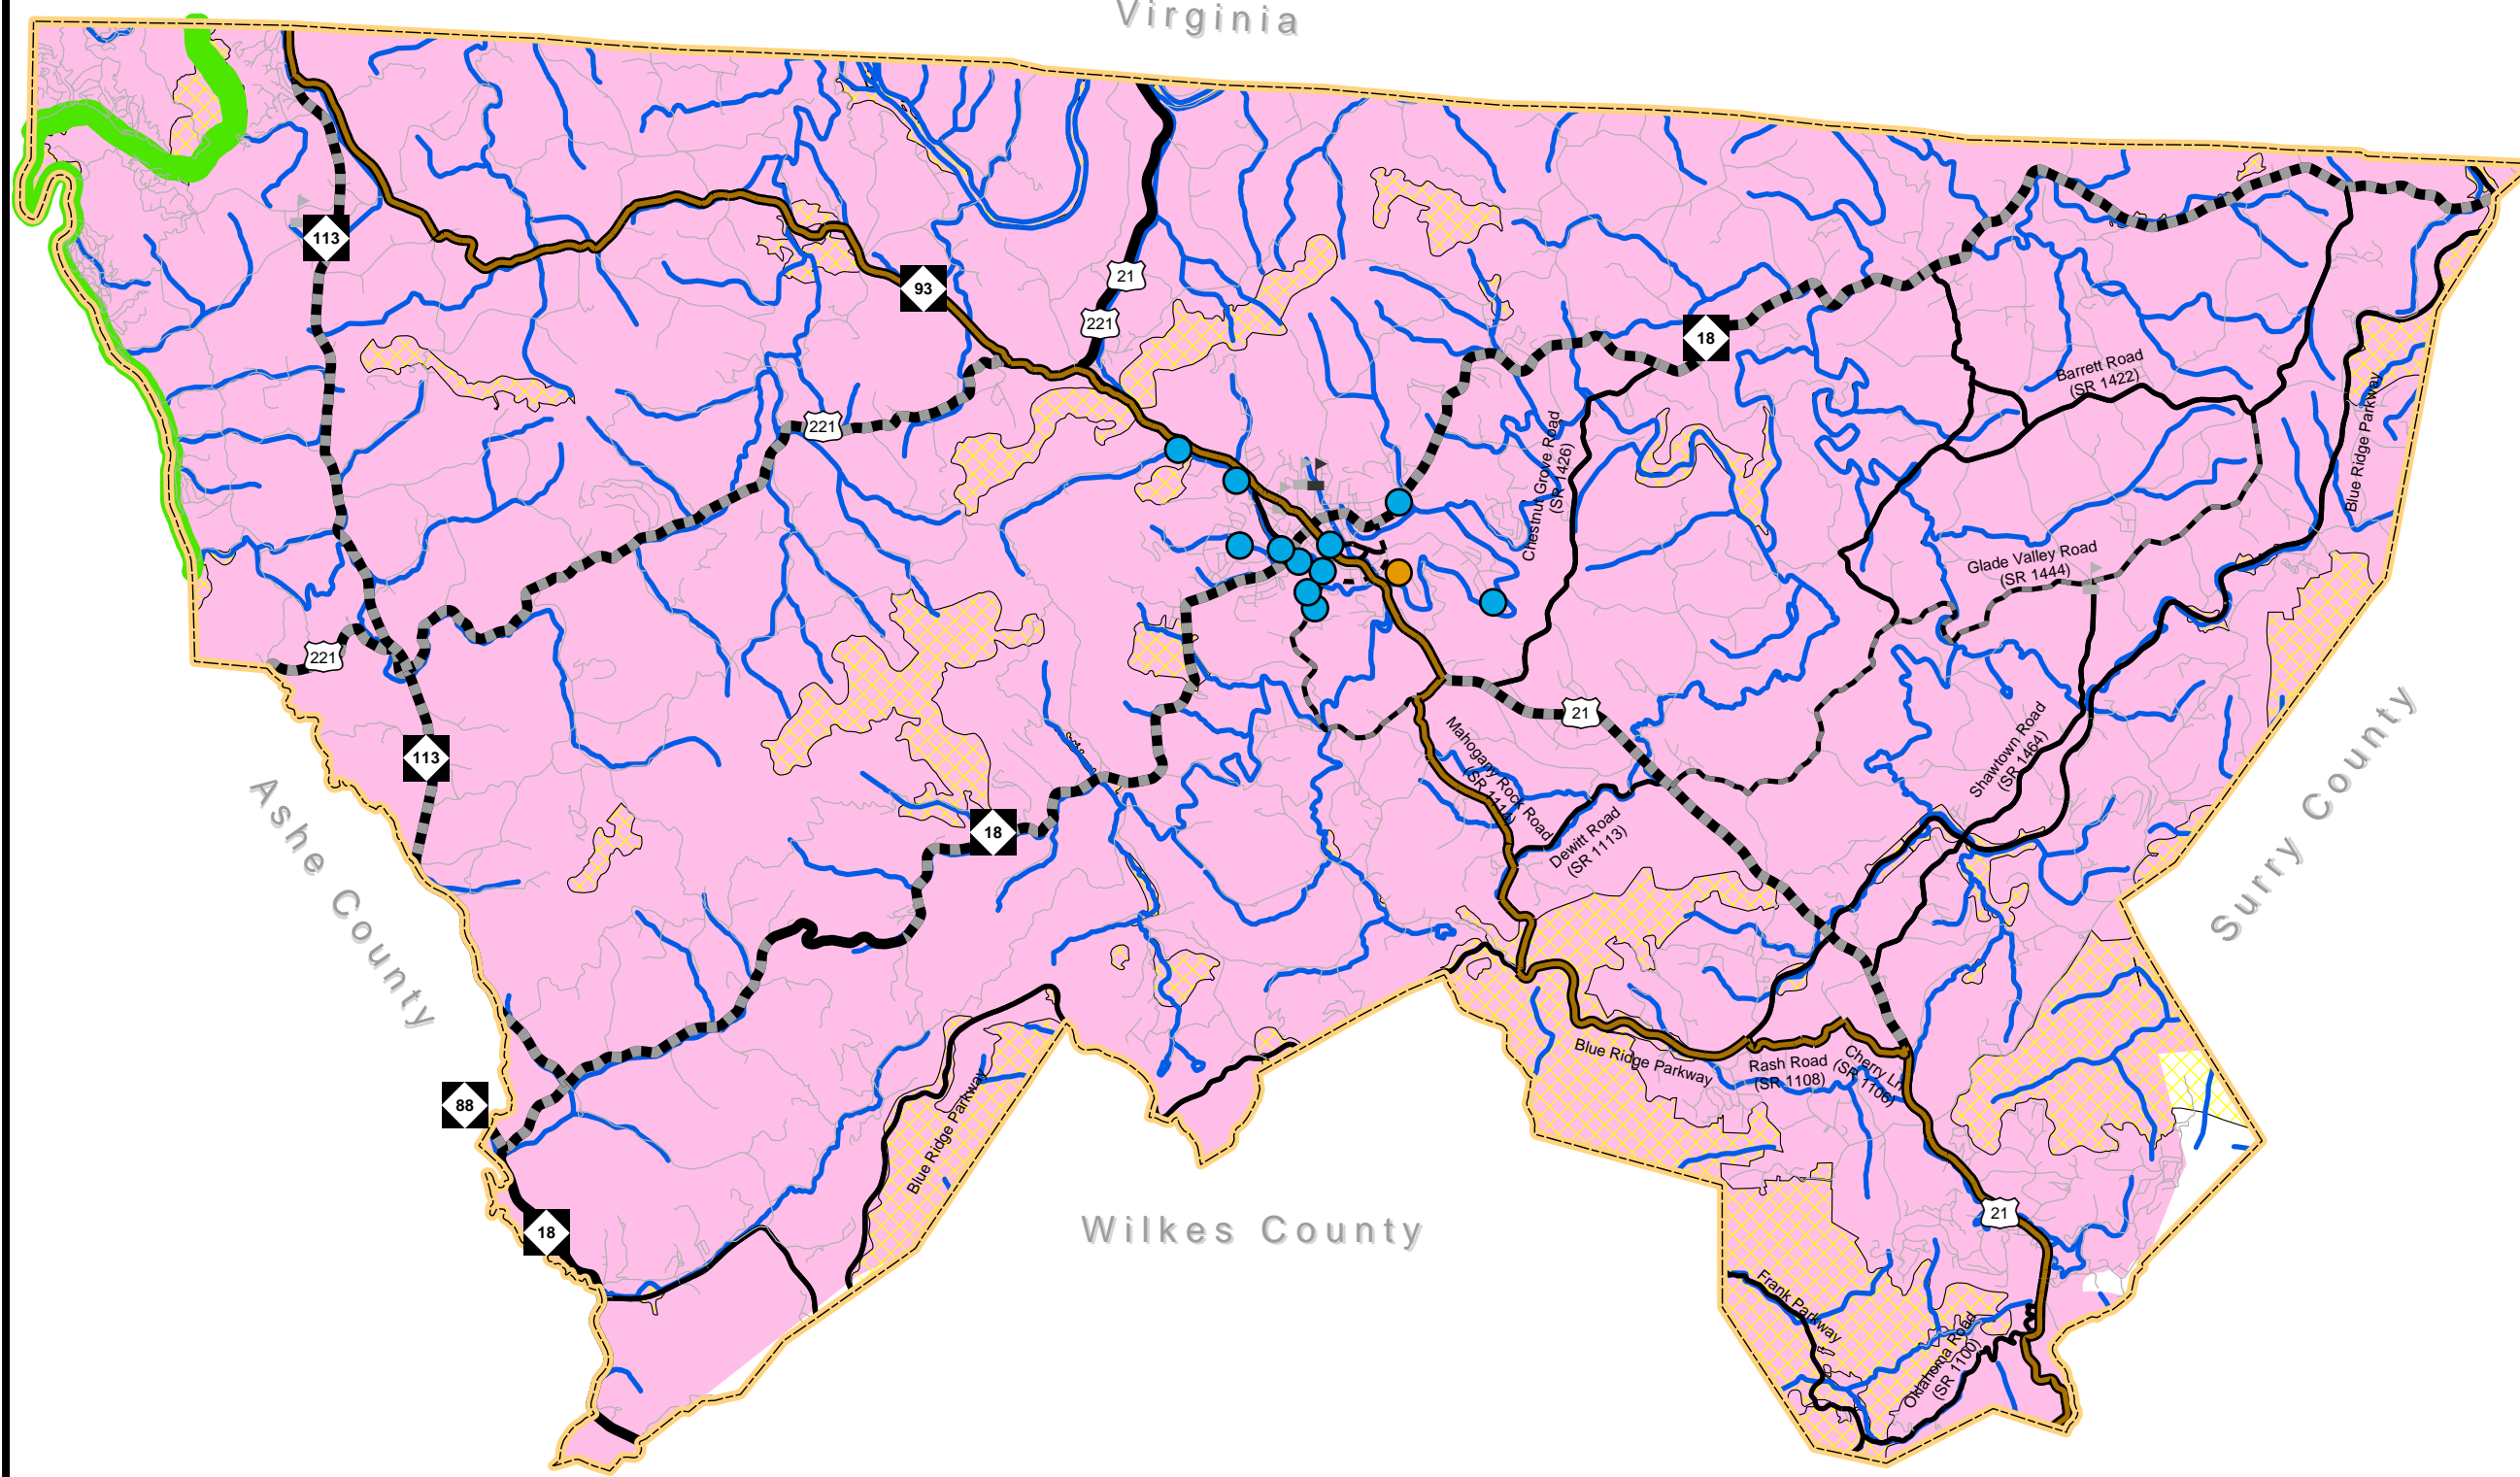 Virginia
113
93
21
221
18
Barrett Road
(SR 1422)
Blue Ridge Parkway
221
Chestnut Grove Road
(SR 1426)
Glade Valley Road
(SR 1444)
221
21
Mahogany Rock Road
Shawtown Road
(SR 1464)
113
Dewitt Road
(SR 1113)
18
Ashe County
Surry County
Blue Ridge Parkway
Rash Road
(SR 1108)
Cherry Ln
(SR 1106)
88
Blue Ridge Parkway
18
Wilkes County
21
Frank Parkway
Oklahoma Road
(SR 1100)